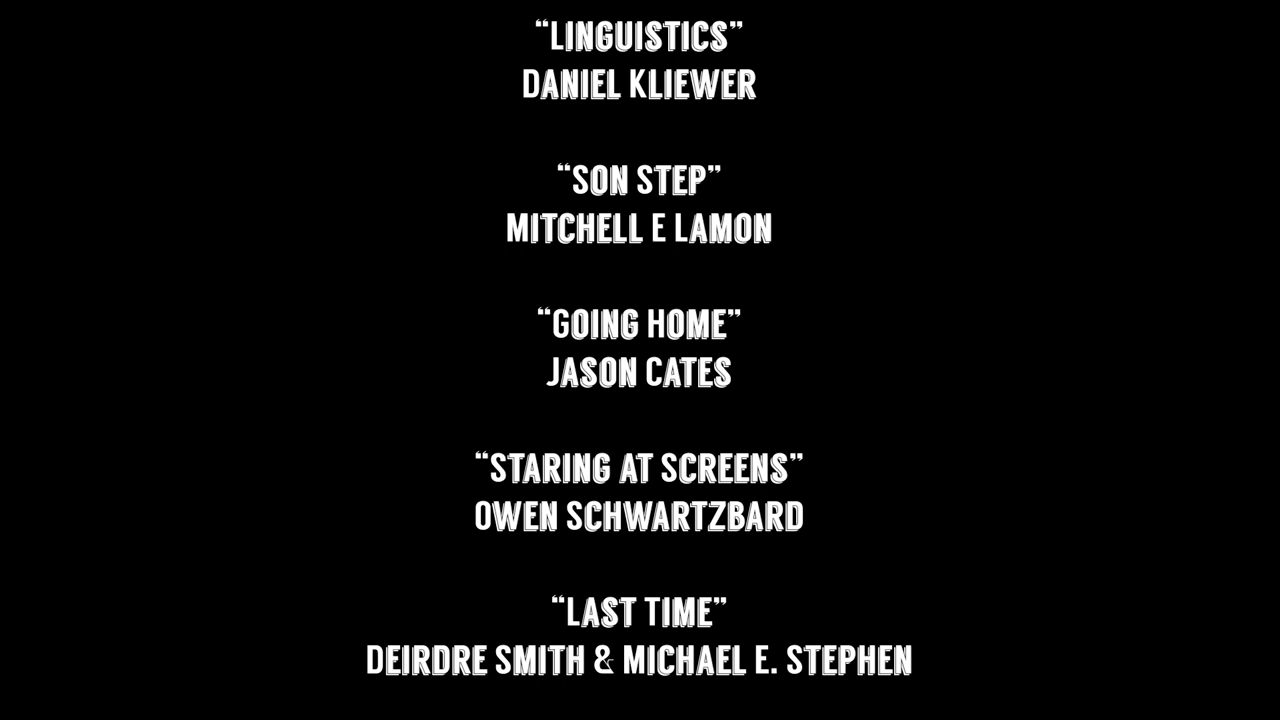 “LINGUISTICS”
DANIEL KLIEWER
“SON STEP”
MITCHELL E LAMON
“GOING HOME”
JASON CATES
“STARING AT SCREENS”
OWEN SCHWARTZBARD
“LAST TIME”
DEIRDRE SMITH & MICHAEL E. STEPHEN